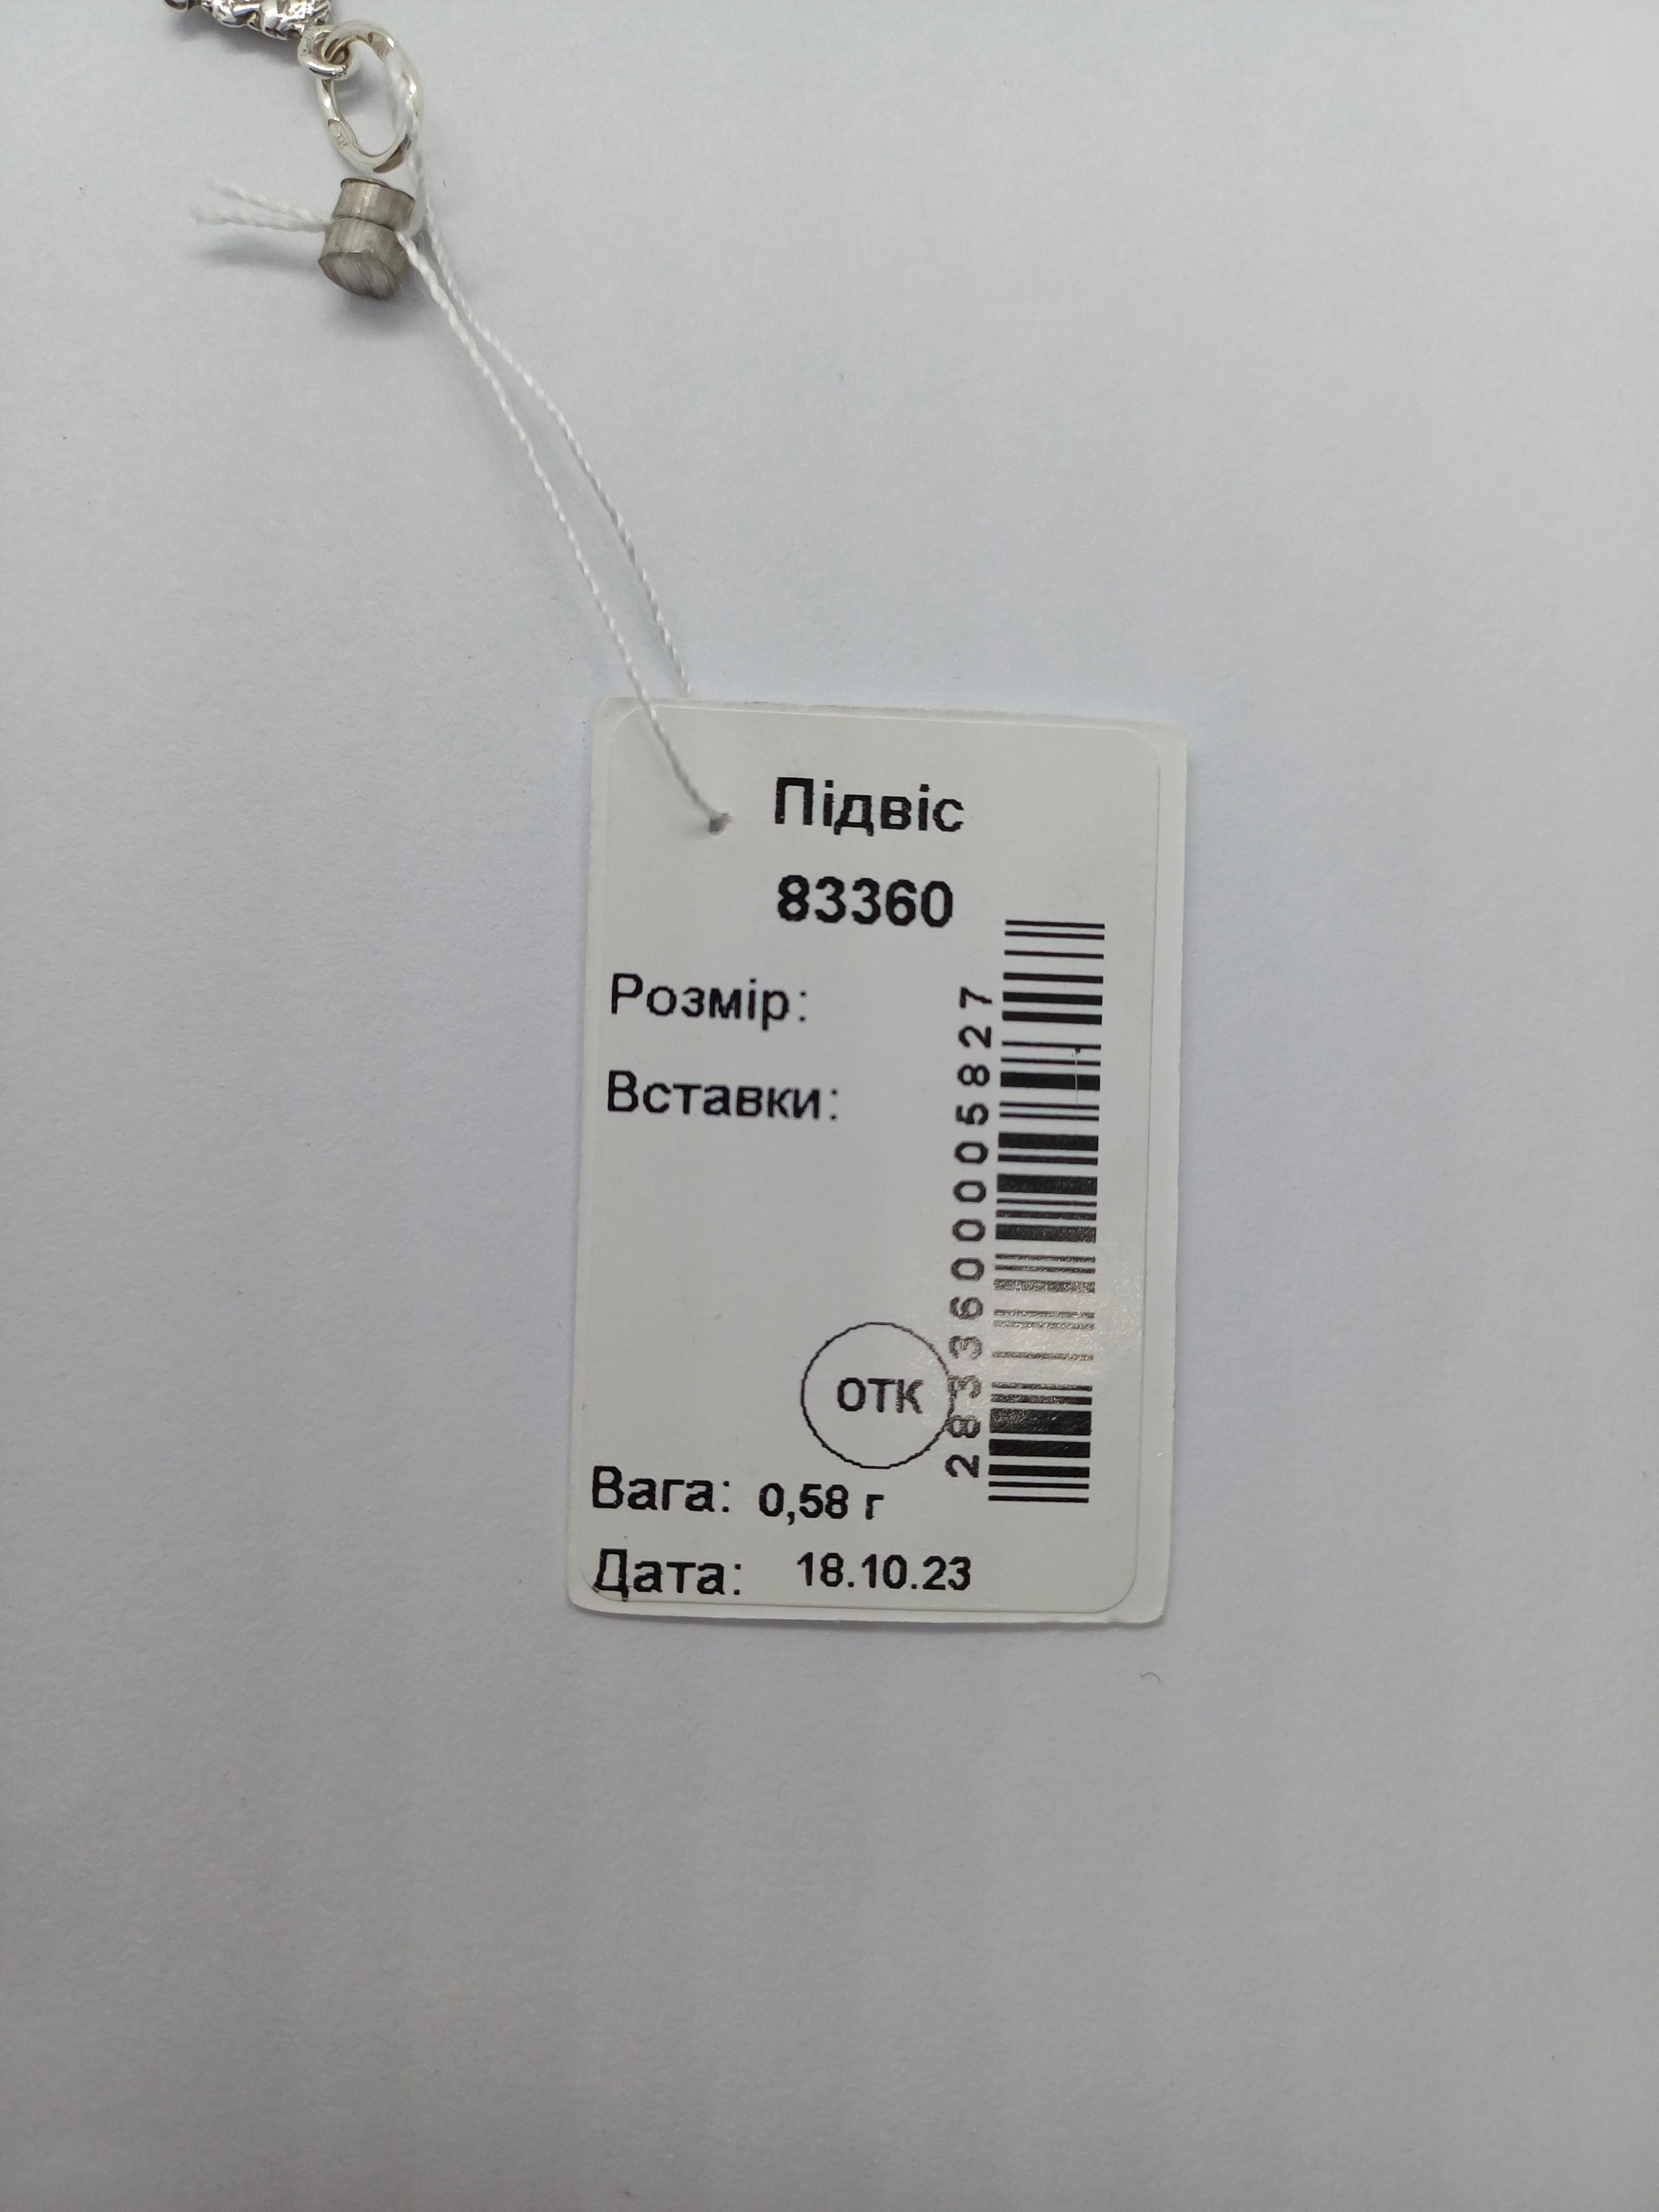 Підвіс
83360
Розмір:
Вставки:
2833600005827
ОТК
Вага: 0,58 г
Дата: 18.10.23